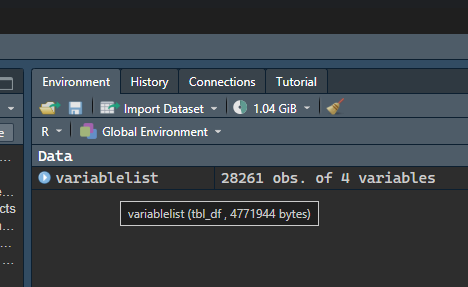 Environment History Connections Tutorial
Import Dataset 1.04 GiB
e R Global Environment
...
Data
... variablelist 28261 obs. of 4 variables
...
cts variablelist (tbl_df , 4771944 bytes)
...
...
...